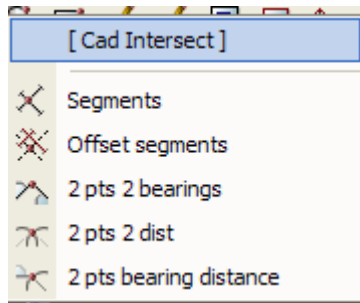 [ Cad Intersect ]
Segments
Offset segments
2 pts 2 bearings
2 pts 2 dist
2 pts bearing distance